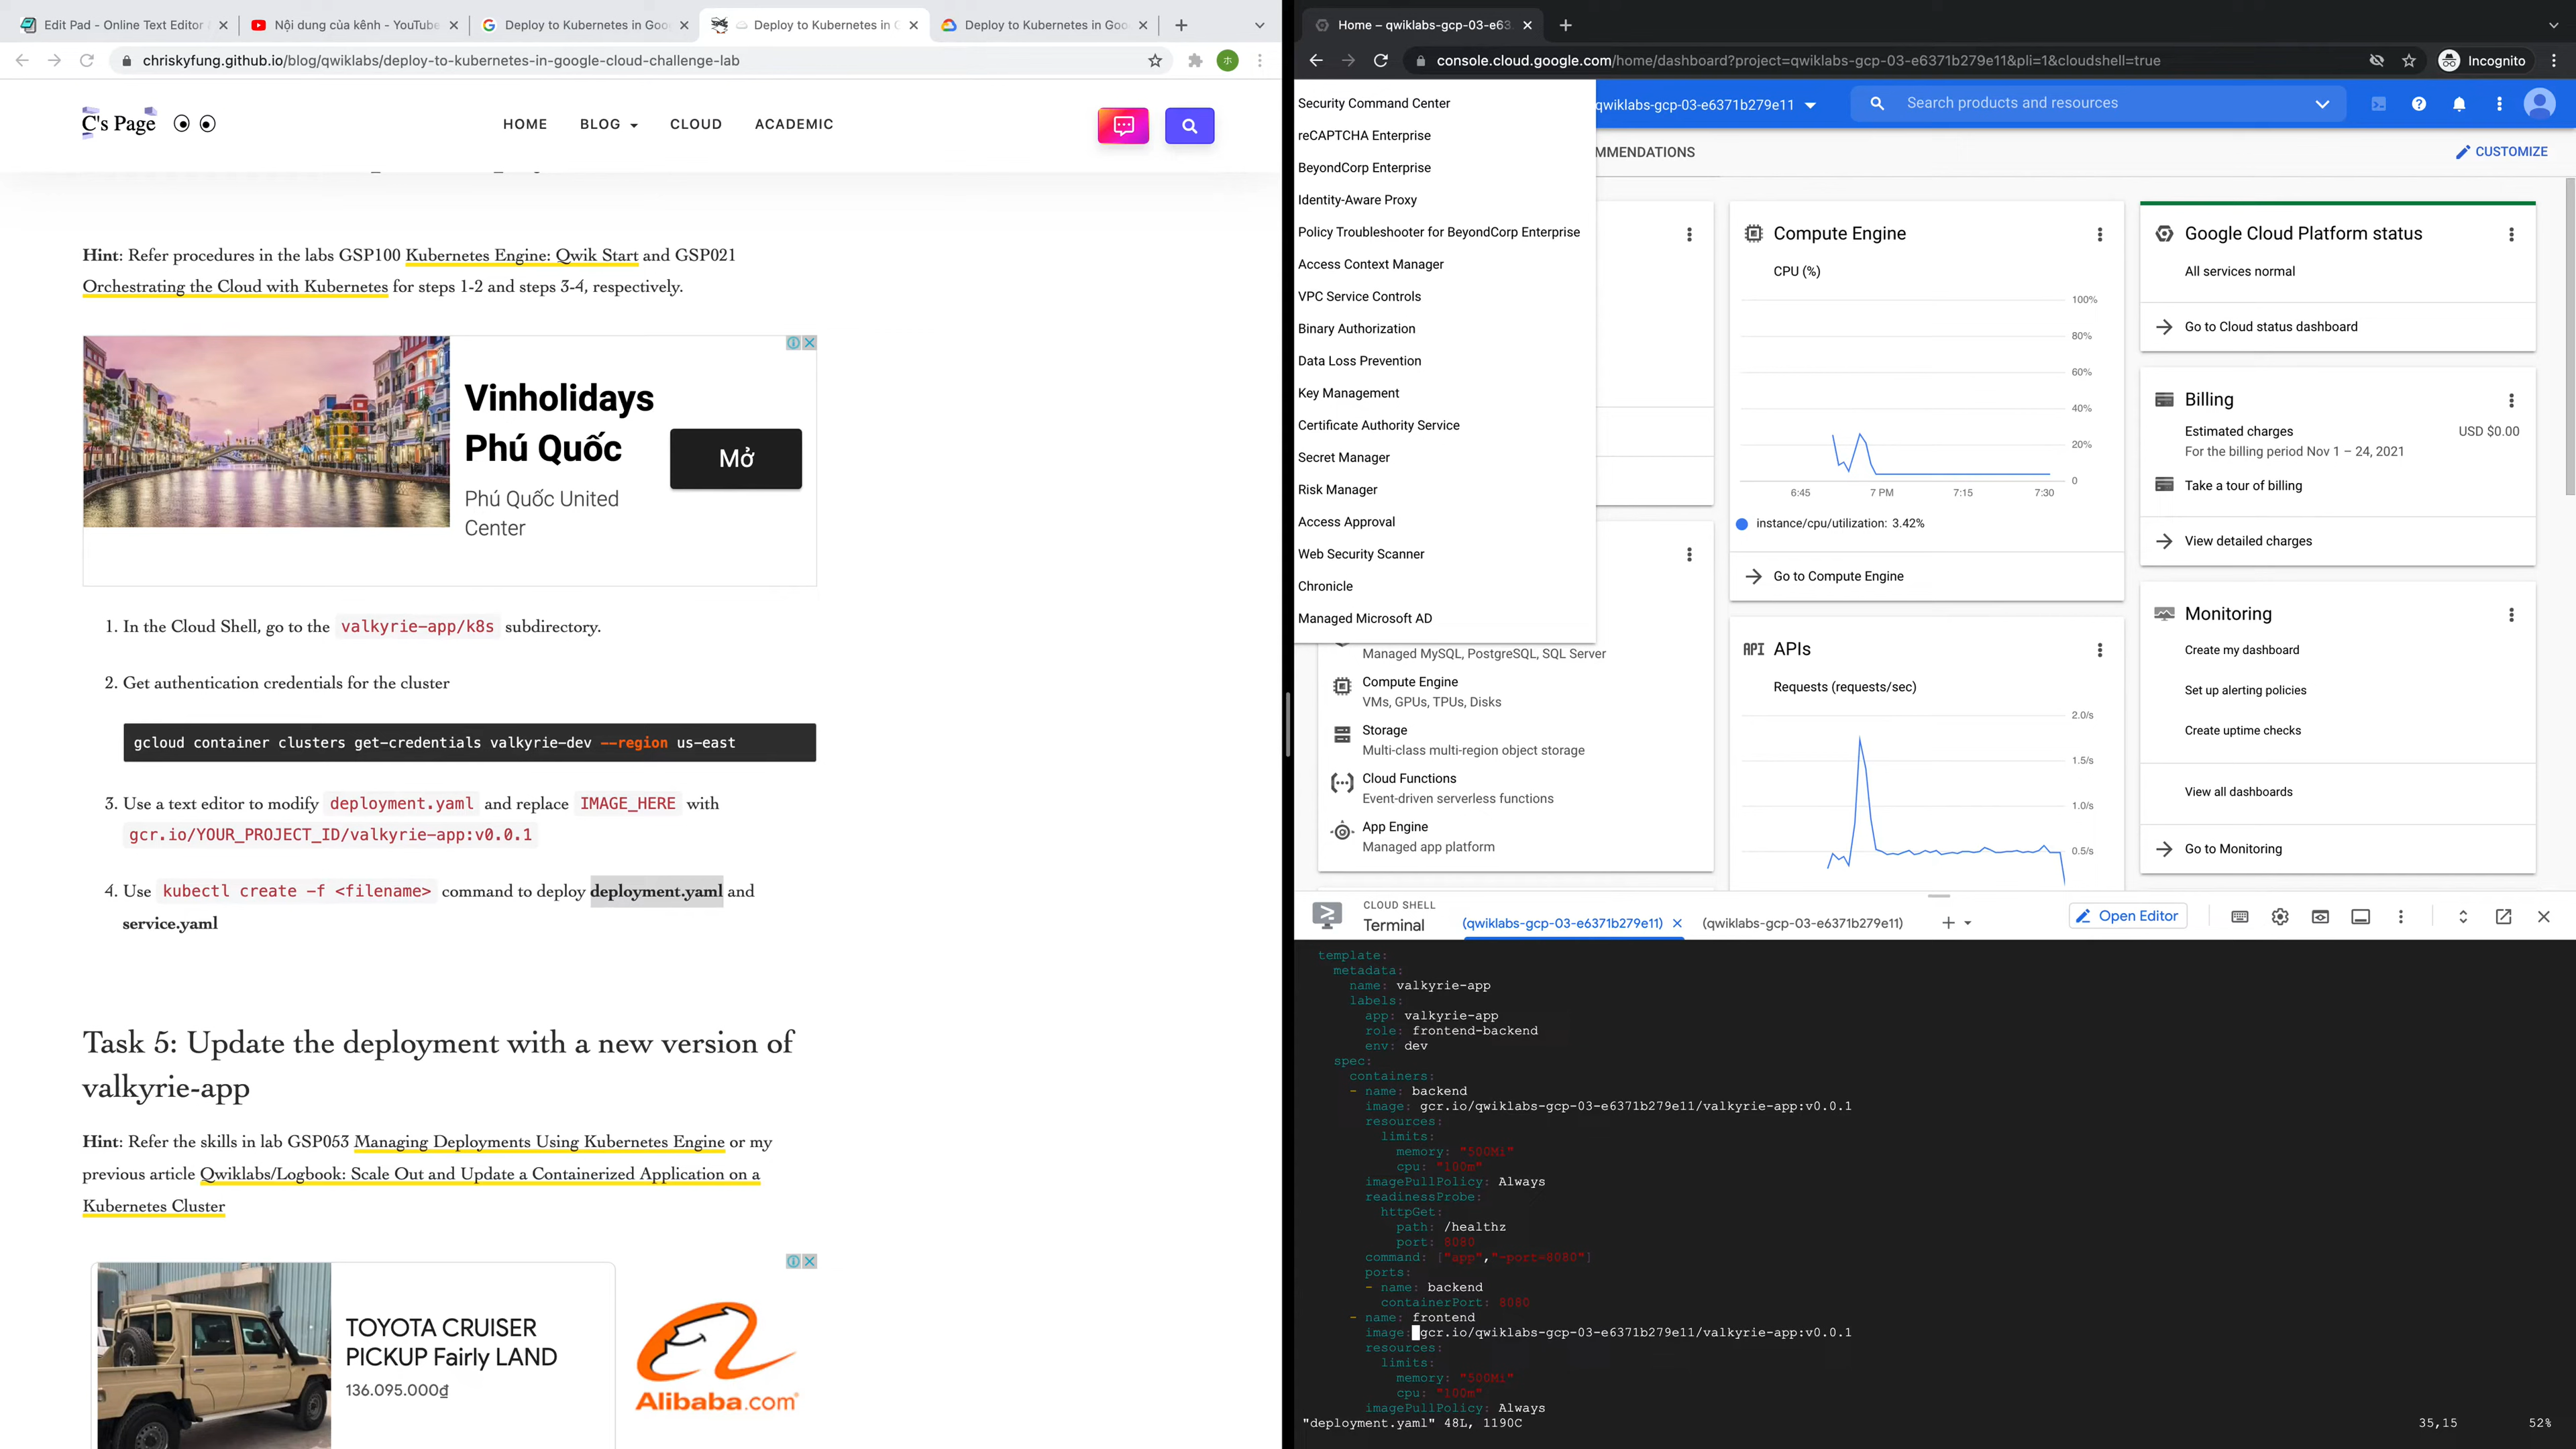 Edit Pad - Online Text Editor
Nội dung của kênh - YouTube
Deploy to Kubernetes in Goo
Deploy to Kubernetes in G
Deploy to Kubernetes in Goo
chriskyfung.github.io/blog/qwiklabs/deploy-to-kubernetes-in-google-cloud-challenge-lab
C's Page
HOME
BLOG
CLOUD
ACADEMIC
Hint: Refer procedures in the labs GSP100 Kubernetes Engine: Qwik Start and GSP021
Orchestrating the Cloud with Kubernetes for steps 1-2 and steps 3-4, respectively.
Vinholidays
Phú Quốc
Phú Quốc United
Center
Mở
1. In the Cloud Shell, go to the valkyrie-app/k8s subdirectory.
2. Get authentication credentials for the cluster
gcloud container clusters get-credentials valkyrie-dev --region us-east
3. Use a text editor to modify deployment.yaml and replace IMAGE_HERE with
gcr.io/YOUR_PROJECT_ID/valkyrie-app:v0.0.1
4. Use kubectl create -f <filename> command to deploy deployment.yaml and
service.yaml
Task 5: Update the deployment with a new version of
valkyrie-app
Hint: Refer the skills in lab GSP053 Managing Deployments Using Kubernetes Engine or my
previous article Qwiklabs/Logbook: Scale Out and Update a Containerized Application on a
Kubernetes Cluster
TOYOTA CRUISER
PICKUP Fairly LAND
136.095.000₫
Alibaba.com
Home – qwiklabs-gcp-03-e63
console.cloud.google.com/home/dashboard?project=qwiklabs-gcp-03-e6371b279e11&pli=1&cloudshell=true
Incognito
qwiklabs-gcp-03-e6371b279e11
Search products and resources
MMENDATIONS
CUSTOMIZE
Security Command Center
reCAPTCHA Enterprise
BeyondCorp Enterprise
Identity-Aware Proxy
Policy Troubleshooter for BeyondCorp Enterprise
Access Context Manager
VPC Service Controls
Binary Authorization
Data Loss Prevention
Key Management
Certificate Authority Service
Secret Manager
Risk Manager
Access Approval
Web Security Scanner
Chronicle
Managed Microsoft AD
Managed MySQL, PostgreSQL, SQL Server
Compute Engine
VMs, GPUs, TPUs, Disks
Storage
Multi-class multi-region object storage
Cloud Functions
Event-driven serverless functions
App Engine
Managed app platform
Compute Engine
CPU (%)
100%
80%
60%
40%
20%
0
6:45
7 PM
7:15
7:30
instance/cpu/utilization: 3.42%
Go to Compute Engine
API APIs
Requests (requests/sec)
2.0/s
1.5/s
1.0/s
0.5/s
Google Cloud Platform status
All services normal
Go to Cloud status dashboard
Billing
Estimated charges
USD $0.00
For the billing period Nov 1 – 24, 2021
Take a tour of billing
View detailed charges
Monitoring
Create my dashboard
Set up alerting policies
Create uptime checks
View all dashboards
Go to Monitoring
CLOUD SHELL
Terminal
(qwiklabs-gcp-03-e6371b279e11)
(qwiklabs-gcp-03-e6371b279e11)
Open Editor
template:
metadata:
name: valkyrie-app
labels:
app: valkyrie-app
role: frontend-backend
env: dev
spec:
containers:
- name: backend
image: gcr.io/qwiklabs-gcp-03-e6371b279e11/valkyrie-app:v0.0.1
resources:
limits:
memory: "500Mi"
cpu: "100m"
imagePullPolicy: Always
readinessProbe:
httpGet:
path: /healthz
port: 8080
command: ["app","-port=8080"]
ports:
- name: backend
containerPort: 8080
- name: frontend
image: gcr.io/qwiklabs-gcp-03-e6371b279e11/valkyrie-app:v0.0.1
resources:
limits:
memory: "500Mi"
cpu: "100m"
imagePullPolicy: Always
"deployment.yaml" 48L, 1190C
35,15
52%